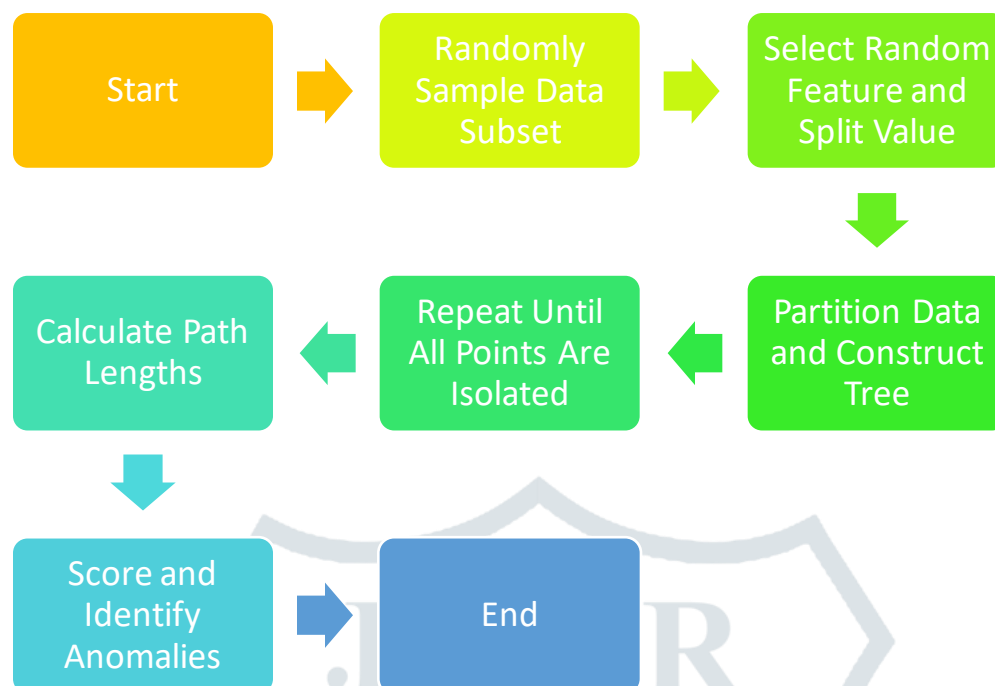 Start
Randomly
Sample Data
Subset
Select Random
Feature and
Split Value
Partition Data
and Construct
Tree
Repeat Until
All Points Are
Isolated
Calculate Path
Lengths
Score and
Identify
Anomalies
End